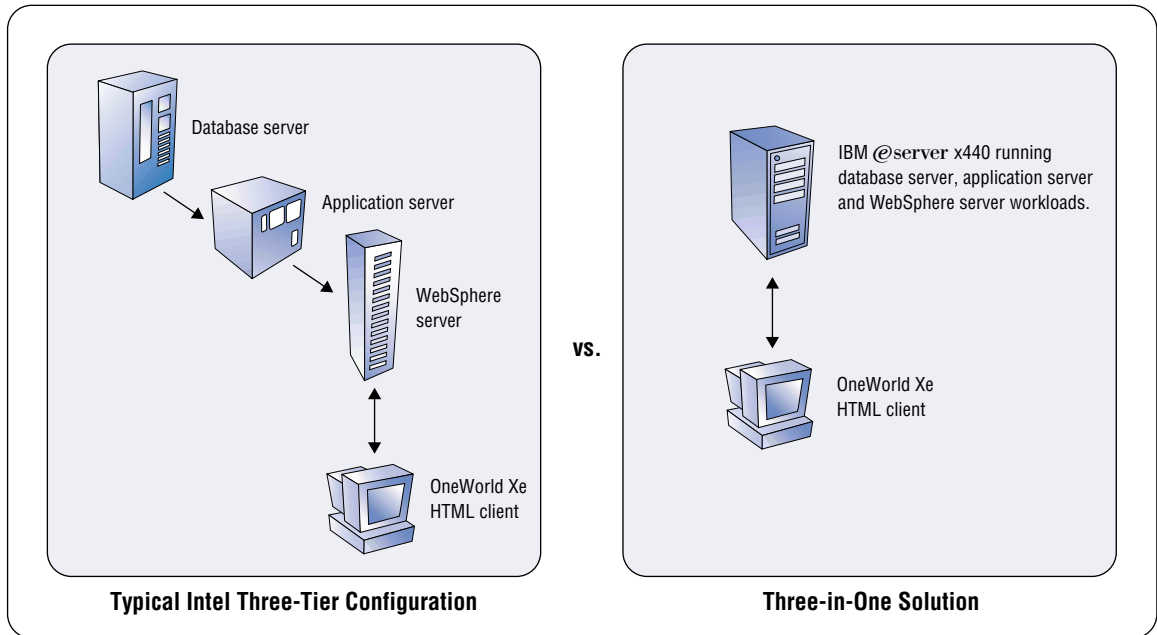 Database server
Application server
WebSphere
server
OneWorld Xe
HTML client
Typical Intel Three-Tier Configuration
vs.
IBM @server x440 running
database server, application server
and WebSphere server workloads.
OneWorld Xe
HTML client
Three-in-One Solution